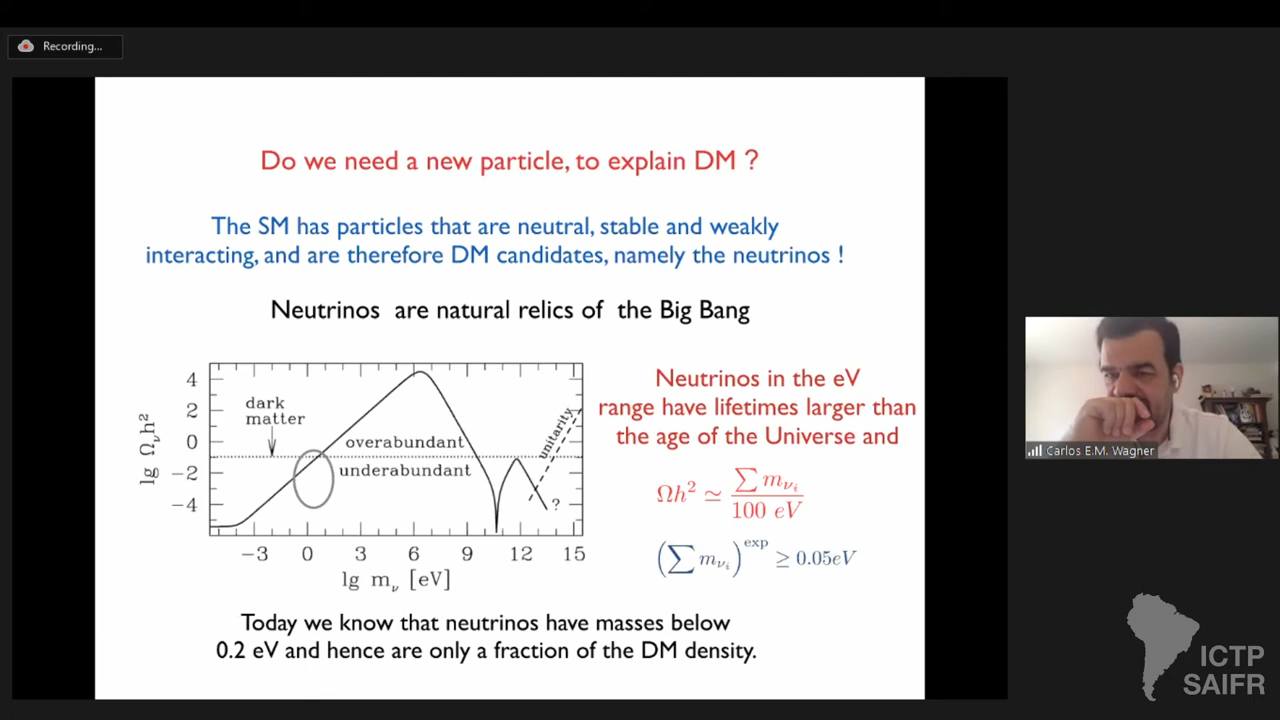 Recording...
Do we need a new particle, to explain DM ?
The SM has particles that are neutral, stable and weakly
interacting, and are therefore DM candidates, namely the neutrinos !
Neutrinos are natural relics of the Big Bang
4
2
0
−2
−4
lg Ωνh²
dark
matter
overabundant
underabundant
unitarity
?
−3 0 3 6 9 12 15
lg mν [eV]
Neutrinos in the eV
range have lifetimes larger than
the age of the Universe and
Ωh² ≃ ∑ mνi / 100 eV
(∑ mνi)^exp ≥ 0.05eV
Today we know that neutrinos have masses below
0.2 eV and hence are only a fraction of the DM density.
Carlos E.M. Wagner
ICTP
SAIFR